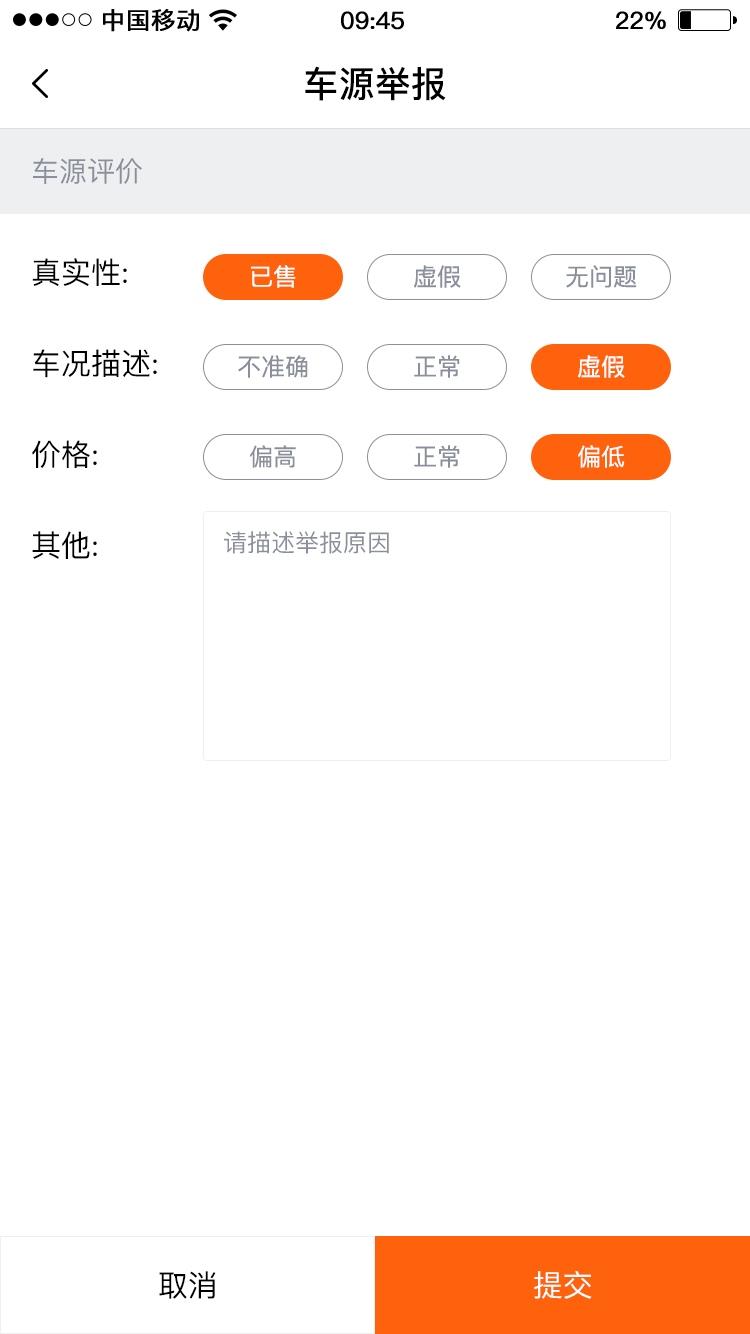 中国移动 09:45 22%
车源举报
车源评价
真实性: 已售 虚假 无问题
车况描述: 不准确 正常 虚假
价格: 偏高 正常 偏低
其他: 请描述举报原因
取消 提交